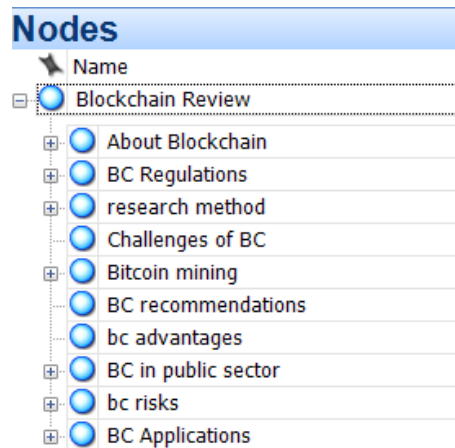 Nodes
Name
Blockchain Review
About Blockchain
BC Regulations
research method
Challenges of BC
Bitcoin mining
BC recommendations
bc advantages
BC in public sector
bc risks
BC Applications